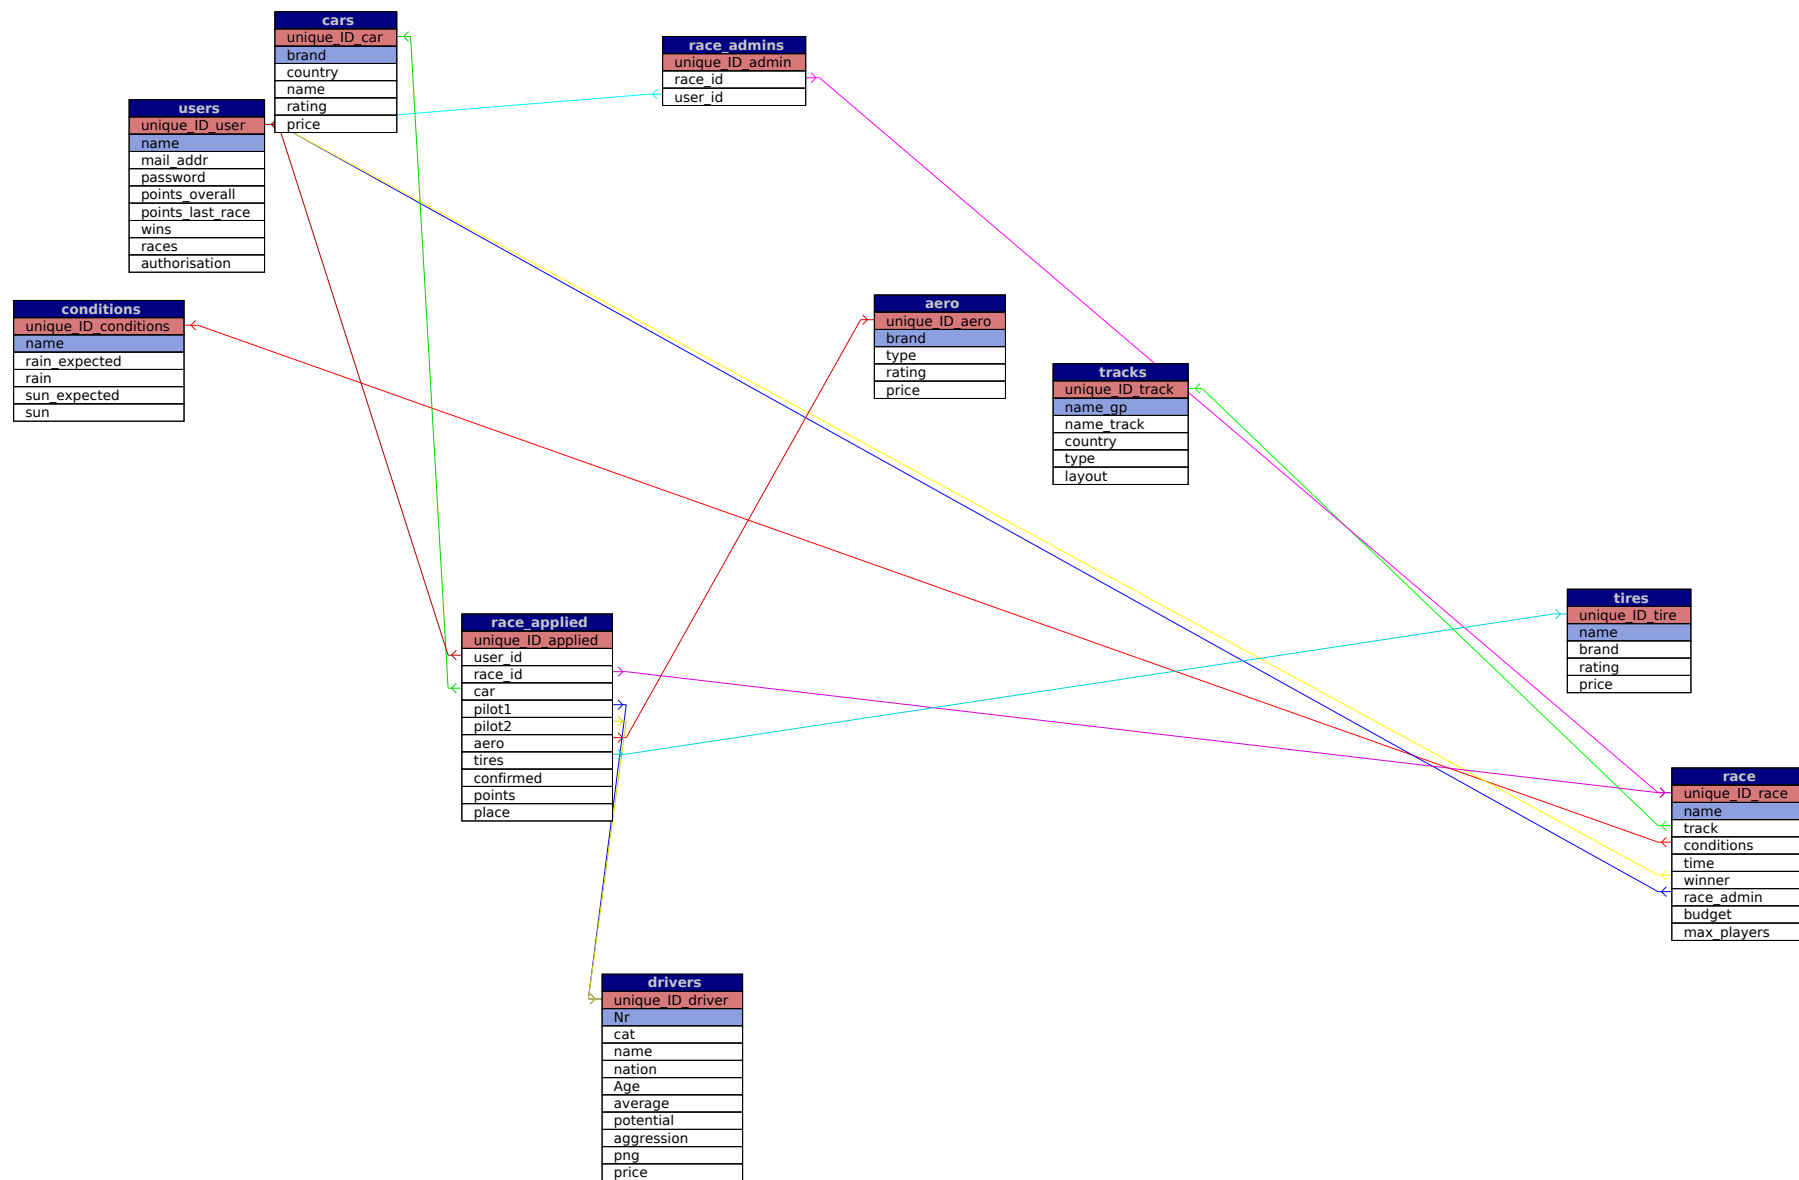 cars
unique_ID_car
brand
country
name
rating
price
race_admins
unique_ID_admin
race_id
user_id
users
unique_ID_user
name
mail_addr
password
points_overall
points_last_race
wins
races
authorisation
conditions
unique_ID_conditions
name
rain_expected
rain
sun_expected
sun
aero
unique_ID_aero
brand
type
rating
price
tracks
unique_ID_track
name_gp
name_track
country
type
layout
race_applied
unique_ID_applied
user_id
race_id
car
pilot1
pilot2
aero
tires
confirmed
points
place
tires
unique_ID_tire
name
brand
rating
price
race
unique_ID_race
name
track
conditions
time
winner
race_admin
budget
max_players
drivers
unique_ID_driver
Nr
cat
name
nation
Age
average
potential
aggression
png
price